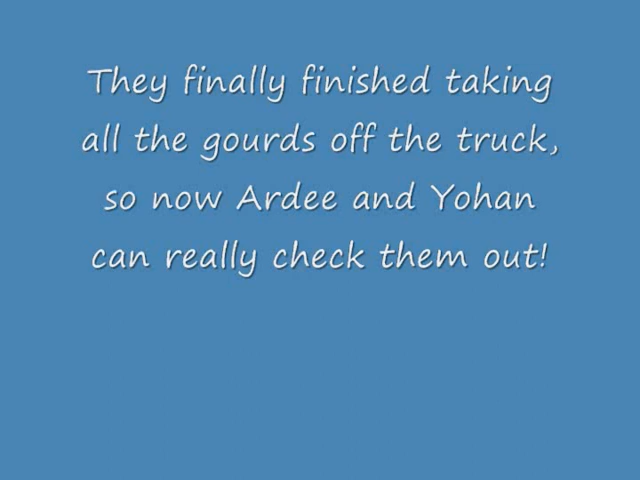 They finally finished taking
all the gourds off the truck,
so now Ardee and Yohan
can really check them out!